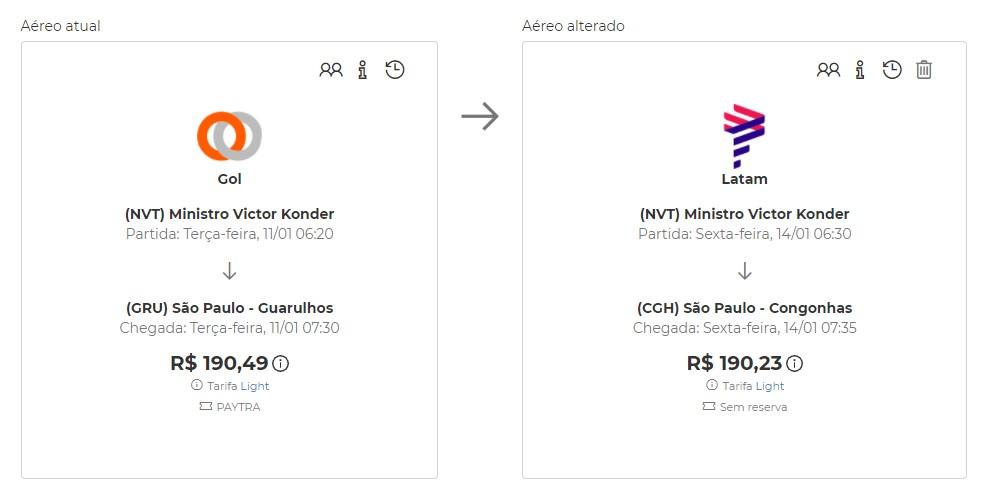 Aéreo atual
Gol
(NVT) Ministro Victor Konder
Partida: Terça-feira, 11/01 06:20
(GRU) São Paulo - Guarulhos
Chegada: Terça-feira, 11/01 07:30
R$ 190,49
Tarifa Light
PAYTRA
Aéreo alterado
Latam
(NVT) Ministro Victor Konder
Partida: Sexta-feira, 14/01 06:30
(CGH) São Paulo - Congonhas
Chegada: Sexta-feira, 14/01 07:35
R$ 190,23
Tarifa Light
Sem reserva